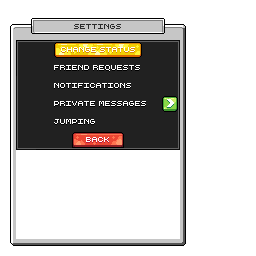 SETTINGS
CHANGE STATUS
FRIEND REQUESTS
NOTIFICATIONS
PRIVATE MESSAGES
JUMPING
BACK